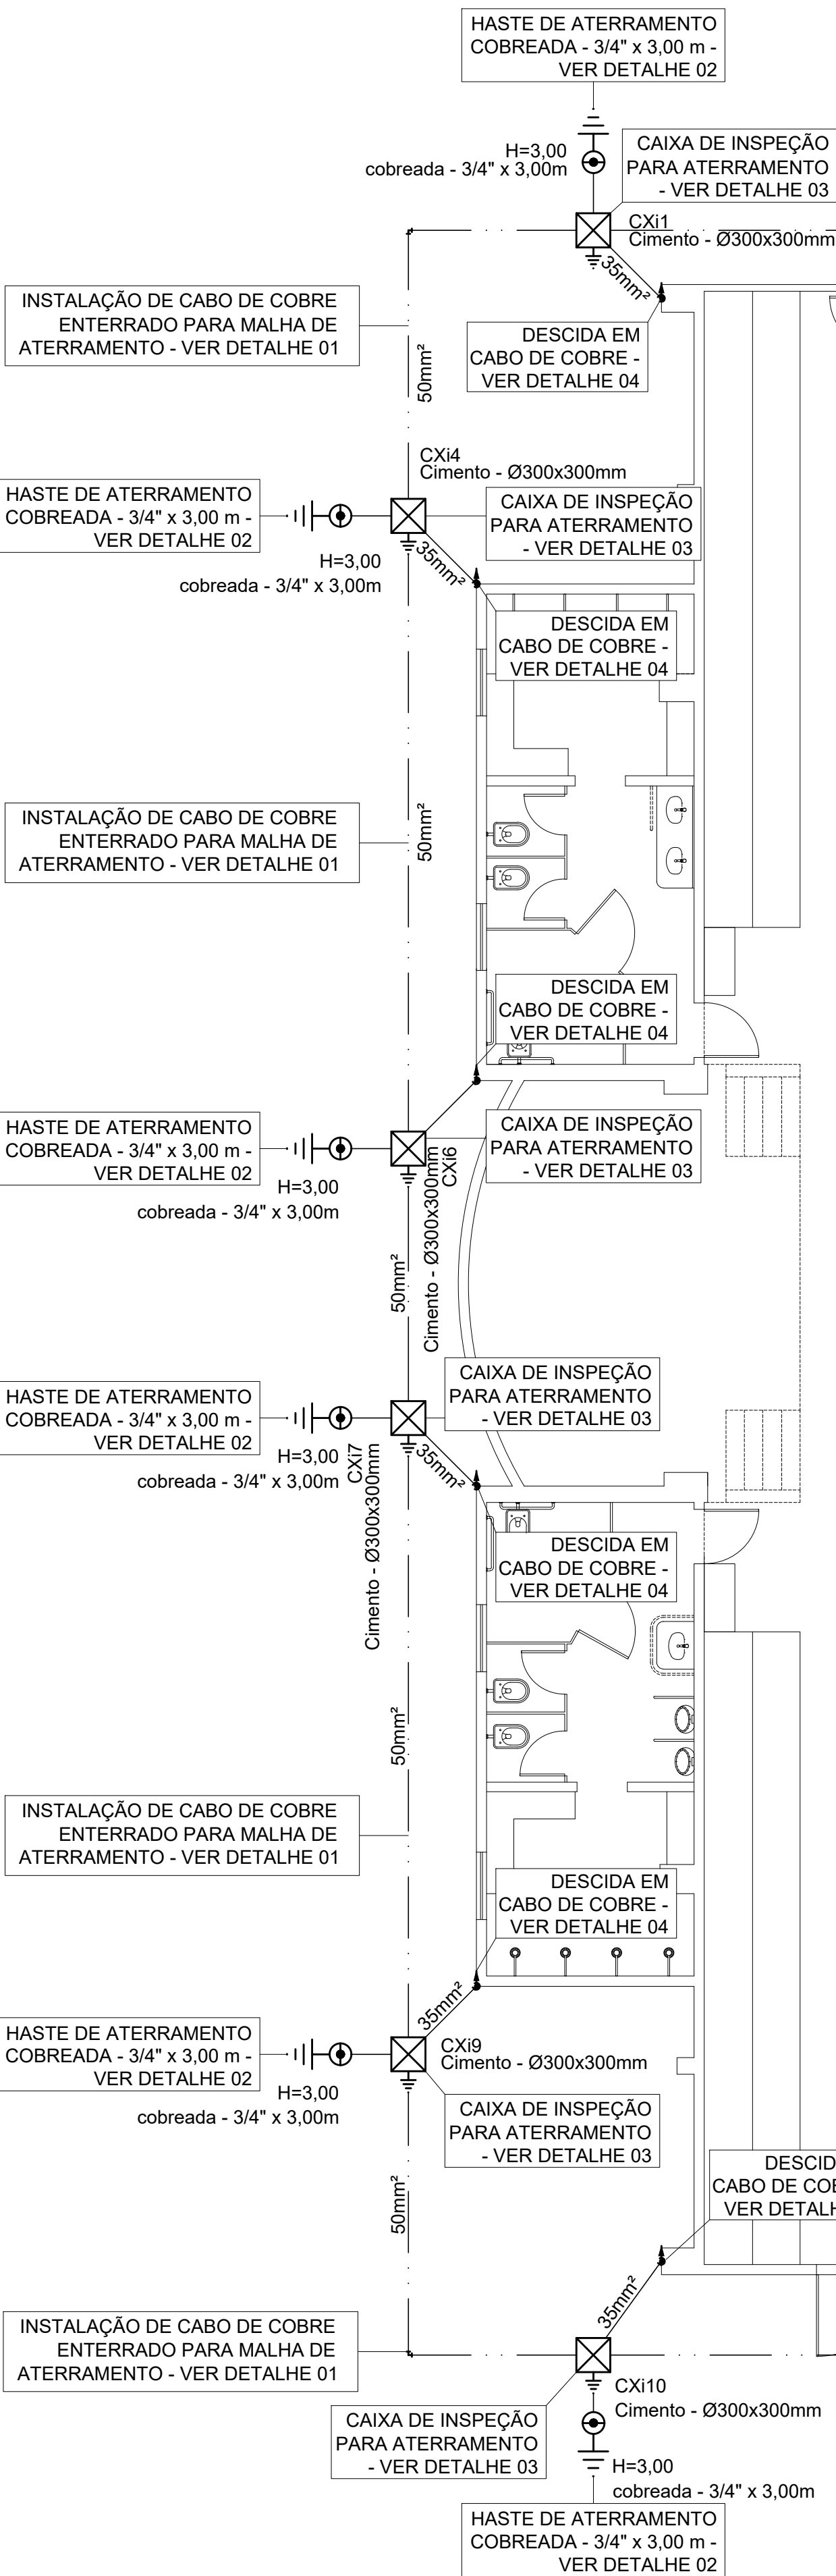 HASTE DE ATERRAMENTO
COBREADA - 3/4" x 3,00 m -
VER DETALHE 02
H=3,00
cobreada - 3/4" x 3,00m
CAIXA DE INSPEÇÃO
PARA ATERRAMENTO
- VER DETALHE 03
CXi1
Cimento - Ø300x300mm
35mm²
INSTALAÇÃO DE CABO DE COBRE
ENTERRADO PARA MALHA DE
ATERRAMENTO - VER DETALHE 01
50mm²
DESCIDA EM
CABO DE COBRE -
VER DETALHE 04
CXi4
Cimento - Ø300x300mm
HASTE DE ATERRAMENTO
COBREADA - 3/4" x 3,00 m -
VER DETALHE 02
CAIXA DE INSPEÇÃO
PARA ATERRAMENTO
- VER DETALHE 03
H=3,00
cobreada - 3/4" x 3,00m
35mm²
DESCIDA EM
CABO DE COBRE -
VER DETALHE 04
INSTALAÇÃO DE CABO DE COBRE
ENTERRADO PARA MALHA DE
ATERRAMENTO - VER DETALHE 01
50mm²
DESCIDA EM
CABO DE COBRE -
VER DETALHE 04
HASTE DE ATERRAMENTO
COBREADA - 3/4" x 3,00 m -
VER DETALHE 02
CAIXA DE INSPEÇÃO
PARA ATERRAMENTO
- VER DETALHE 03
H=3,00
cobreada - 3/4" x 3,00m
CXi6
Cimento - Ø300x300mm
50mm²
HASTE DE ATERRAMENTO
COBREADA - 3/4" x 3,00 m -
VER DETALHE 02
CAIXA DE INSPEÇÃO
PARA ATERRAMENTO
- VER DETALHE 03
H=3,00
cobreada - 3/4" x 3,00m
CXi7
Cimento - Ø300x300mm
35mm²
DESCIDA EM
CABO DE COBRE -
VER DETALHE 04
50mm²
INSTALAÇÃO DE CABO DE COBRE
ENTERRADO PARA MALHA DE
ATERRAMENTO - VER DETALHE 01
DESCIDA EM
CABO DE COBRE -
VER DETALHE 04
35mm²
HASTE DE ATERRAMENTO
COBREADA - 3/4" x 3,00 m -
VER DETALHE 02
CXi9
Cimento - Ø300x300mm
H=3,00
cobreada - 3/4" x 3,00m
CAIXA DE INSPEÇÃO
PARA ATERRAMENTO
- VER DETALHE 03
DESCID
CABO DE COB
VER DETALH
50mm²
35mm²
INSTALAÇÃO DE CABO DE COBRE
ENTERRADO PARA MALHA DE
ATERRAMENTO - VER DETALHE 01
CXi10
Cimento - Ø300x300mm
CAIXA DE INSPEÇÃO
PARA ATERRAMENTO
- VER DETALHE 03
H=3,00
cobreada - 3/4" x 3,00m
HASTE DE ATERRAMENTO
COBREADA - 3/4" x 3,00 m -
VER DETALHE 02